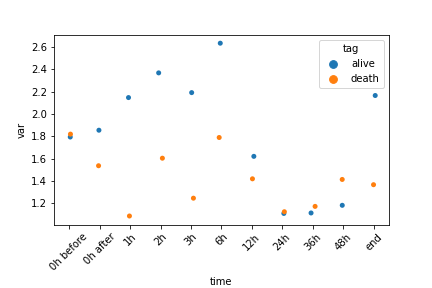 tag
alive
death
2.6
2.4
2.2
2.0
1.8
1.6
1.4
1.2
var
0h before
0h after
1h
2h
3h
6h
12h
24h
36h
48h
end
time